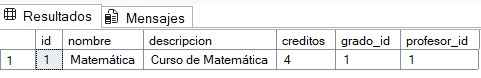 Resultados Mensajes
id nombre descripcion creditos grado_id profesor_id
1 1 Matemática Curso de Matemática 4 1 1